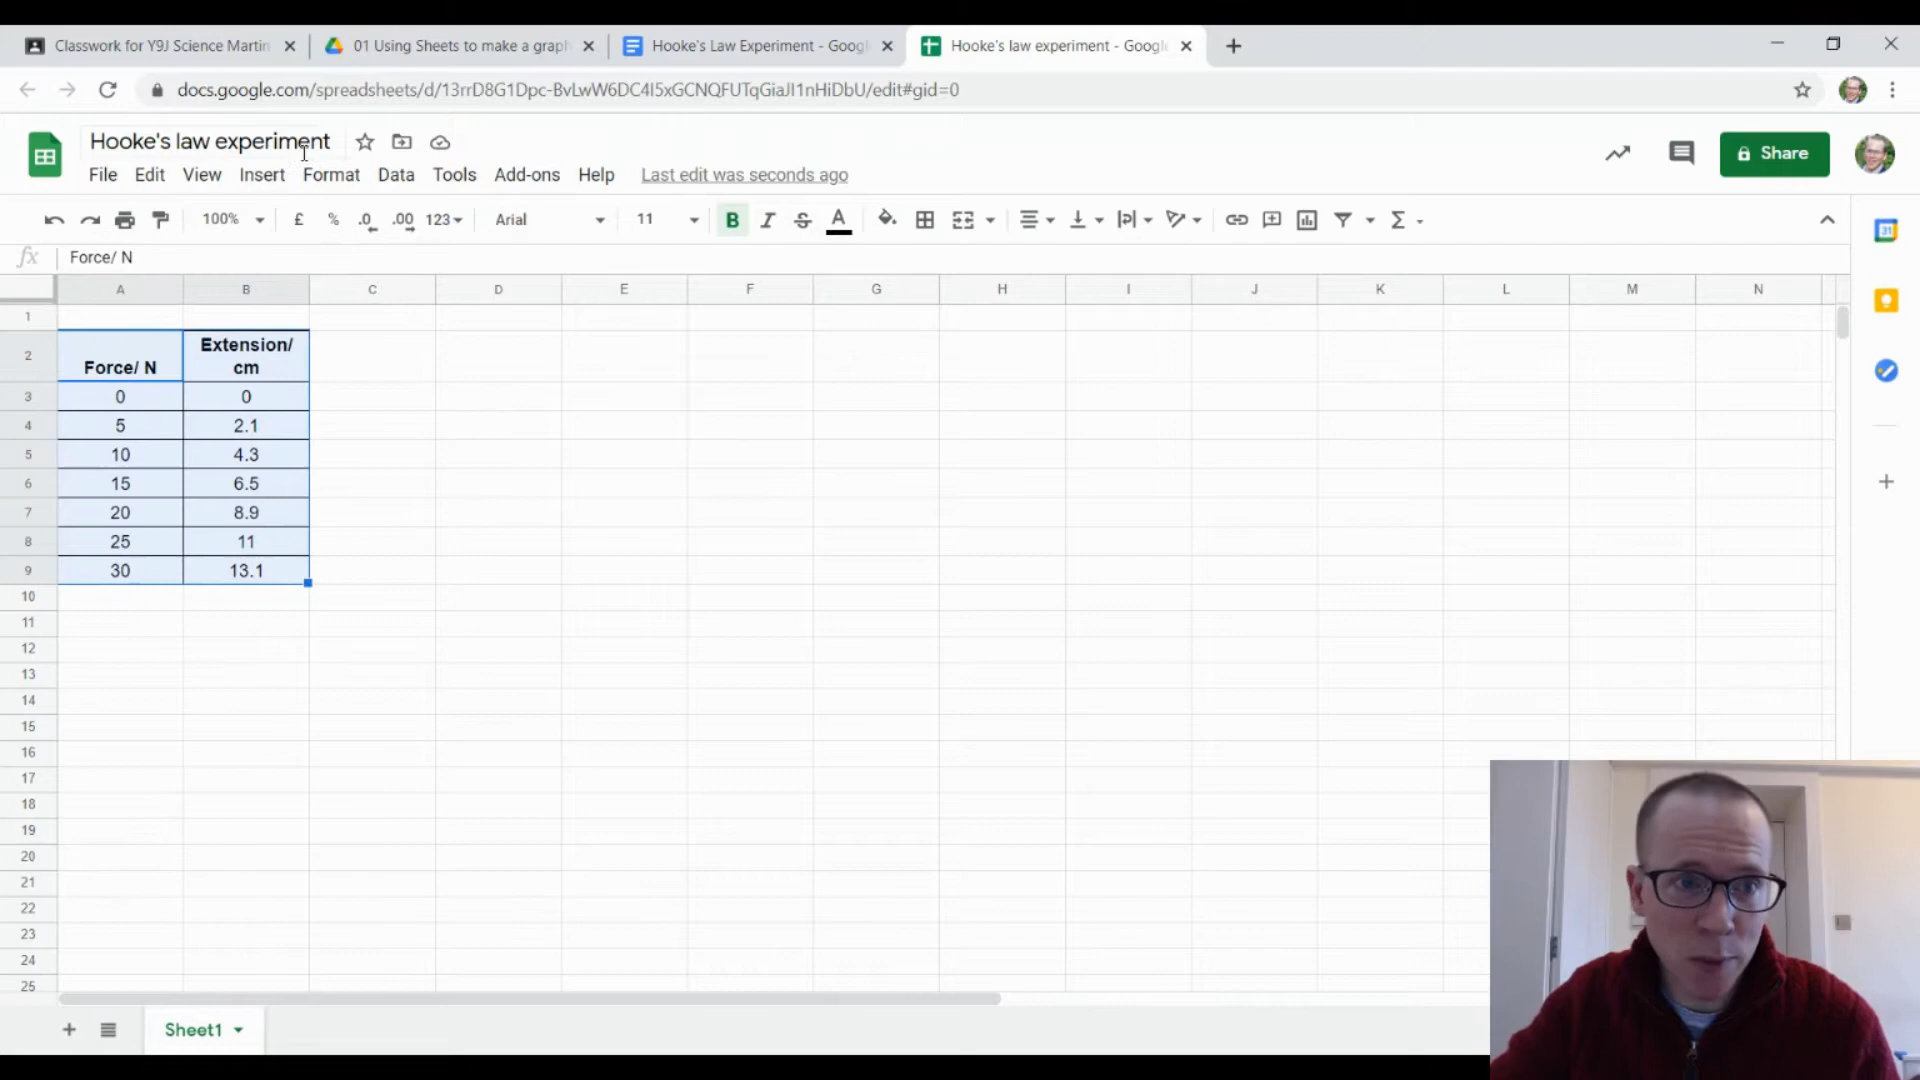 Classwork for Y9J Science Martin
01 Using Sheets to make a graph
Hooke's Law Experiment - Googl
Hooke's law experiment - Google
docs.google.com/spreadsheets/d/13rrD8G1Dpc-BvLwW6DC4I5xGCNQFUTqGiaJI1nHiDbU/edit#gid=0
Hooke's law experiment
File Edit View Insert Format Data Tools Add-ons Help Last edit was seconds ago
Share
100% £ % .0 .00 123 Arial 11 B I S A Σ
31
fx Force/ N
A B C D E F G H I J K L M N
1
2 Force/ N Extension/ cm
3 0 0
4 5 2.1
5 10 4.3
6 15 6.5
7 20 8.9
8 25 11
9 30 13.1
10
11
12
13
14
15
16
17
18
19
20
21
22
23
24
25
Sheet1